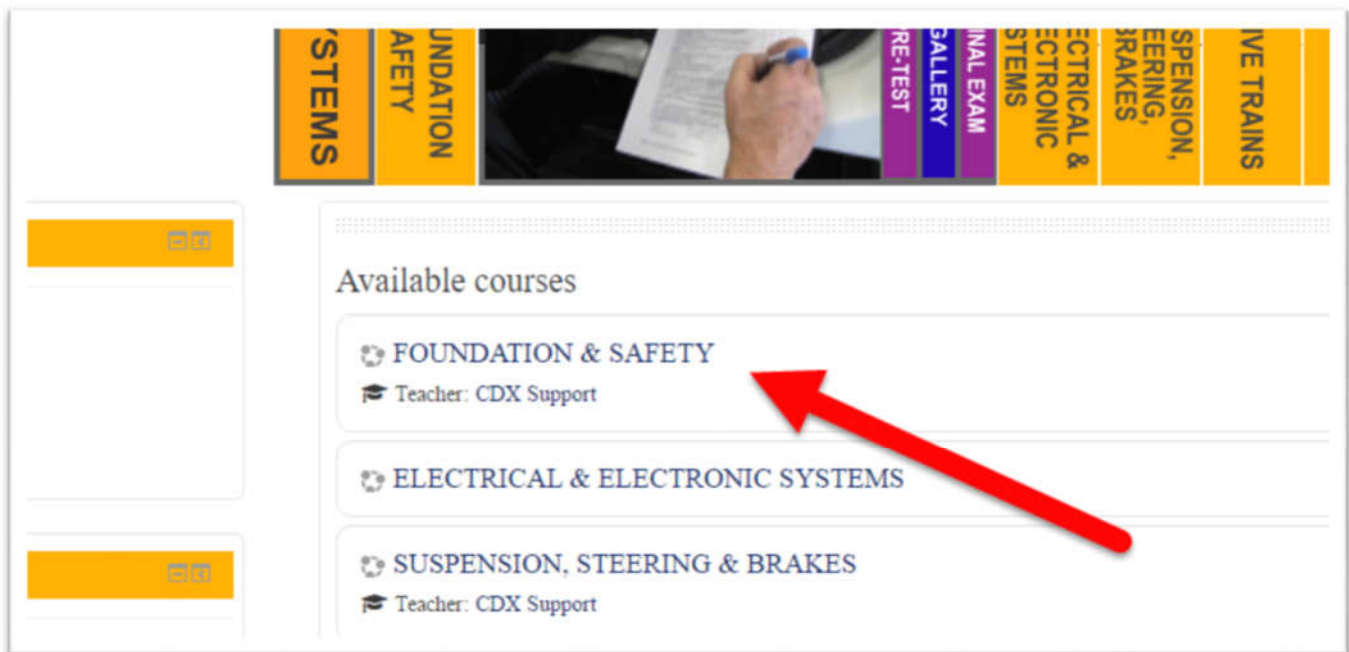 YSTEMS
UNDATION
AFETY
RE-TEST
GALLERY
INAL EXAM
ECTRICAL &
ECTRONIC
STEMS
SPENSION,
EERING,
BRAKES
IVE TRAINS
Available courses
FOUNDATION & SAFETY
Teacher: CDX Support
ELECTRICAL & ELECTRONIC SYSTEMS
SUSPENSION, STEERING & BRAKES
Teacher: CDX Support